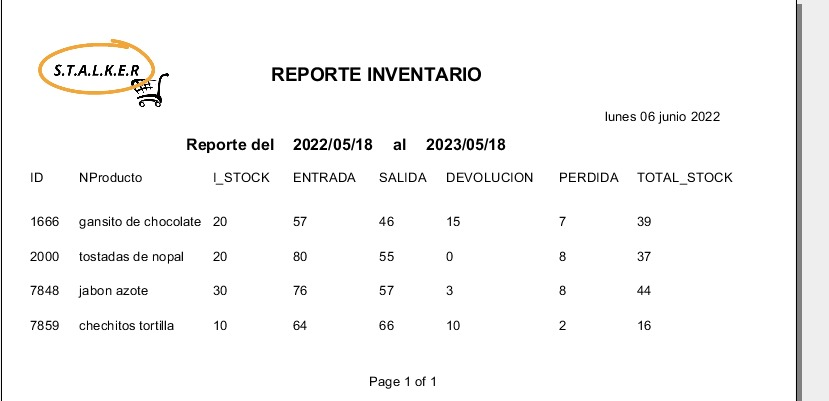 S.T.A.L.K.E.R
REPORTE INVENTARIO
lunes 06 junio 2022
Reporte del 2022/05/18 al 2023/05/18
ID NProducto I_STOCK ENTRADA SALIDA DEVOLUCION PERDIDA TOTAL_STOCK
1666 gansito de chocolate 20 57 46 15 7 39
2000 tostadas de nopal 20 80 55 0 8 37
7848 jabon azote 30 76 57 3 8 44
7859 chechitos tortilla 10 64 66 10 2 16
Page 1 of 1